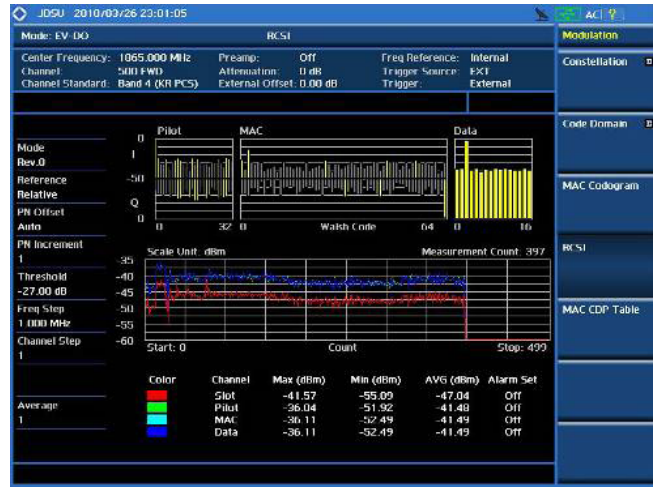 JDSU 2010/03/26 23:01:05
AC ?
Mode: EV-DO RCSI
Modulation
Center Frequency: 1865.000 MHz Preamp: Off Freq Reference: Internal
Channel: 500 FWD Attenuation: 0 dB Trigger Source: EXT
Channel Standard: Band 4 (KR PCS) External Offset: 0.00 dB Trigger: External
Constellation
Code Domain
MAC Codogram
RCSI
MAC CDP Table
Mode
Rev.0
Reference
Relative
PN Offset
Auto
PN Increment
1
Threshold
-27.00 dB
Freq Step
1.000 MHz
Channel Step
1
Average
1
Pilot MAC Data
0
I
-50
Q
0
0 32 0 Walsh Code 64 0 16
Scale Unit: dBm Measurement Count: 397
-35
-40
-45
-50
-55
-60
Start: 0 Count Stop: 499
Color Channel Max (dBm) Min (dBm) AVG (dBm) Alarm Set
Slot -41.57 -55.09 -47.04 Off
Pilot -36.04 -51.92 -41.48 Off
MAC -36.11 -52.49 -41.49 Off
Data -36.11 -52.49 -41.49 Off